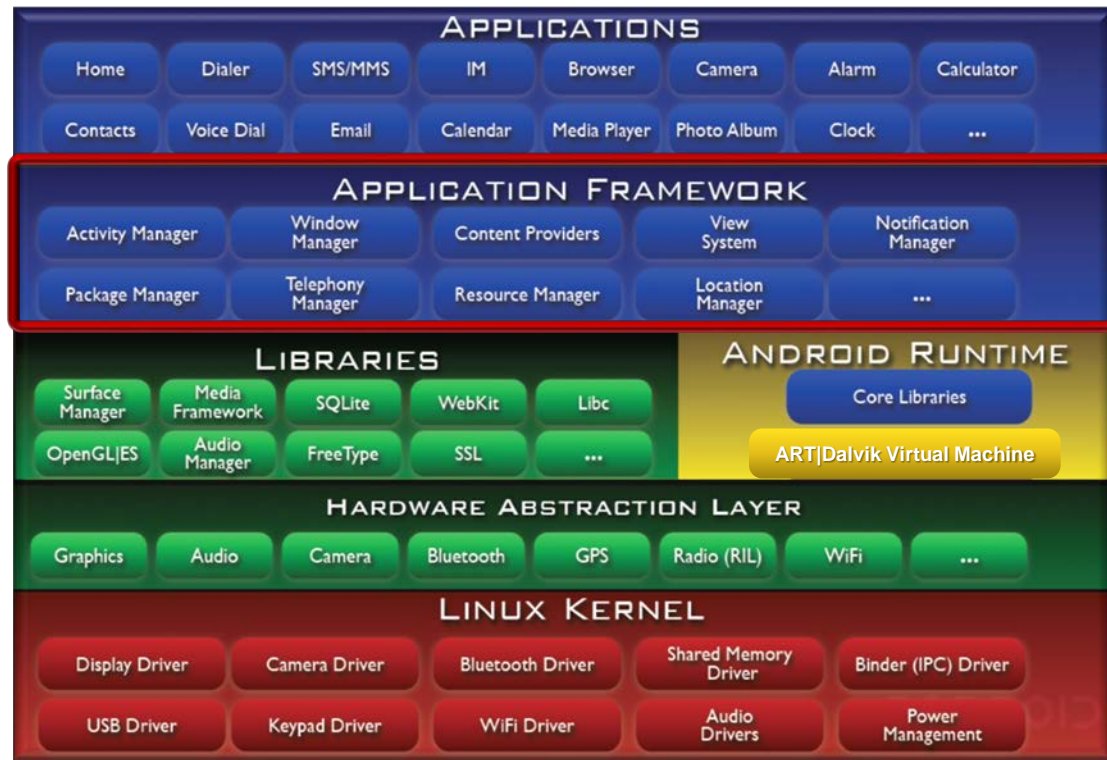 APPLICATIONS
Home Dialer SMS/MMS IM Browser Camera Alarm Calculator
Contacts Voice Dial Email Calendar Media Player Photo Album Clock ...
APPLICATION FRAMEWORK
Activity Manager Window Manager Content Providers View System Notification Manager
Package Manager Telephony Manager Resource Manager Location Manager ...
LIBRARIES
Surface Manager Media Framework SQLite WebKit Libc
OpenGL|ES Audio Manager FreeType SSL ...
ANDROID RUNTIME
Core Libraries
ART|Dalvik Virtual Machine
HARDWARE ABSTRACTION LAYER
Graphics Audio Camera Bluetooth GPS Radio (RIL) WiFi ...
LINUX KERNEL
Display Driver Camera Driver Bluetooth Driver Shared Memory Driver Binder (IPC) Driver
USB Driver Keypad Driver WiFi Driver Audio Drivers Power Management